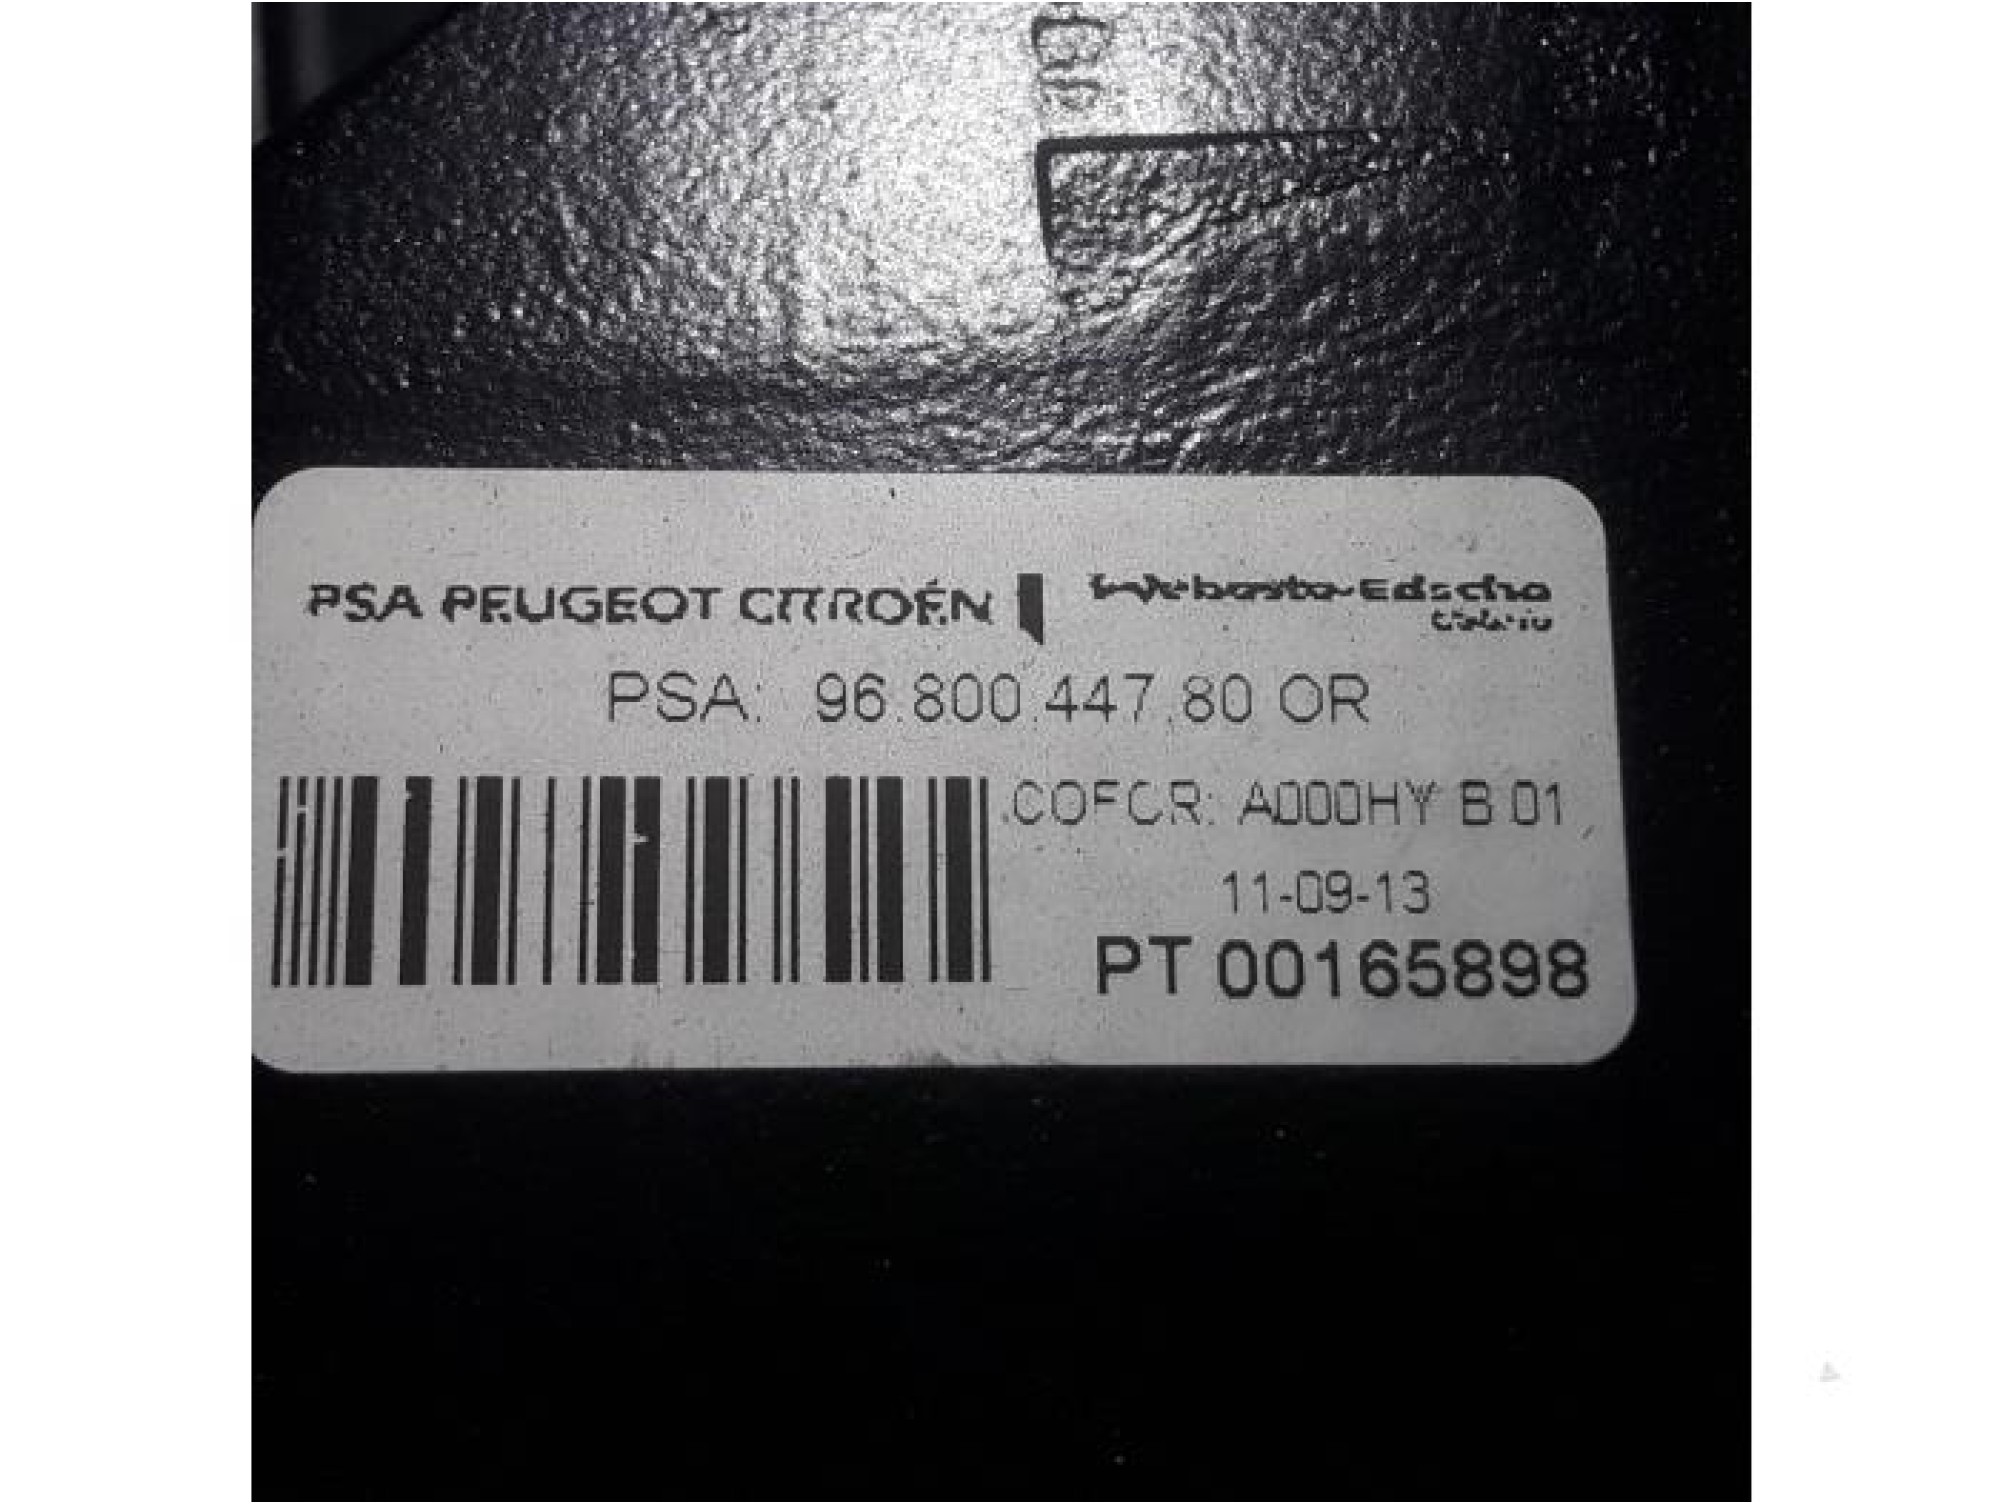 PSA PEUGEOT CITROËN Webasto-Edscha
Cabrio
PSA: 96.800.447.80 OR
COFOR: A000HY B 01
11-09-13
PT 00165898